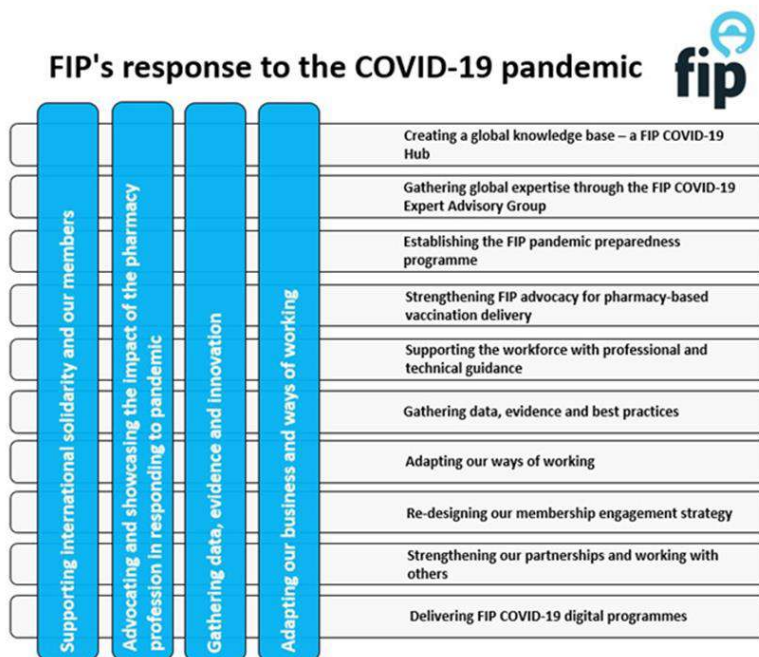 FIP's response to the COVID-19 pandemic
fip
Supporting international solidarity and our members
Advocating and showcasing the impact of the pharmacy
profession in responding to pandemic
Gathering data, evidence and innovation
Adapting our business and ways of working
Creating a global knowledge base – a FIP COVID-19
Hub
Gathering global expertise through the FIP COVID-19
Expert Advisory Group
Establishing the FIP pandemic preparedness
programme
Strengthening FIP advocacy for pharmacy-based
vaccination delivery
Supporting the workforce with professional and
technical guidance
Gathering data, evidence and best practices
Adapting our ways of working
Re-designing our membership engagement strategy
Strengthening our partnerships and working with
others
Delivering FIP COVID-19 digital programmes